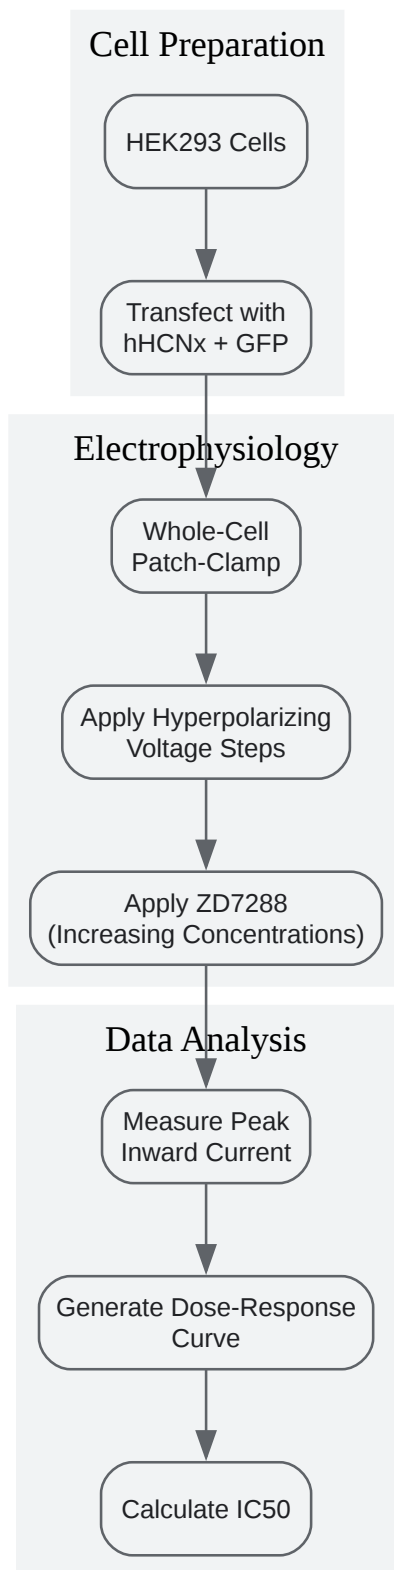 Cell Preparation
HEK293 Cells
Transfect with
hHCNx + GFP
Electrophysiology
Whole-Cell
Patch-Clamp
Apply Hyperpolarizing
Voltage Steps
Apply ZD7288
(Increasing Concentrations)
Data Analysis
Measure Peak
Inward Current
Generate Dose-Response
Curve
Calculate IC50